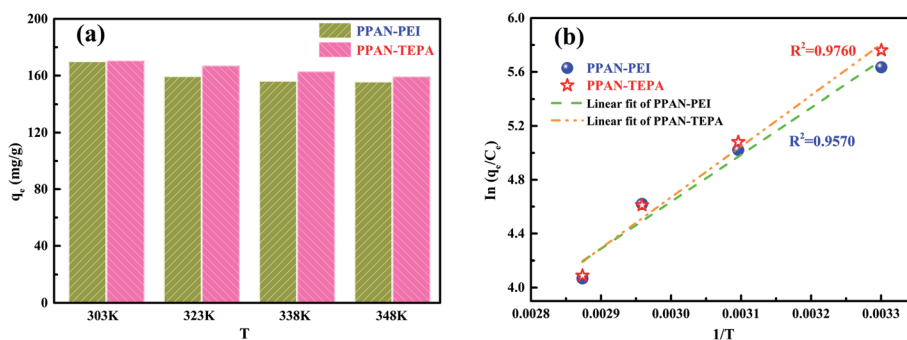 (a)
PPAN-PEI
PPAN-TEPA
200
160
120
80
40
0
qe (mg/g)
303K
323K
338K
348K
T
(b)
R²=0.9760
PPAN-PEI
PPAN-TEPA
Linear fit of PPAN-PEI
Linear fit of PPAN-TEPA
R²=0.9570
6.0
5.6
5.2
4.8
4.4
4.0
In (qe/Ce)
0.0028
0.0029
0.0030
0.0031
0.0032
0.0033
1/T